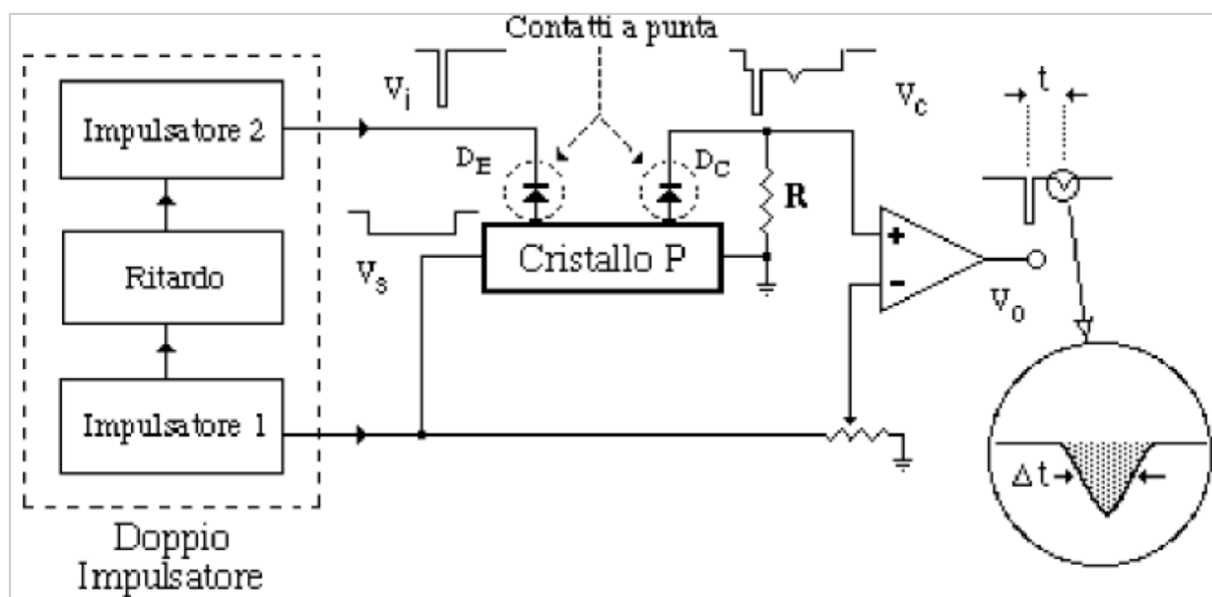 Contatti a punta
t
V_i
V_c
Impulsatore 2
D_E
D_C
R
Ritardo
V_s
Cristallo P
+
-
V_o
Impulsatore 1
Δt
Doppio
Impulsatore